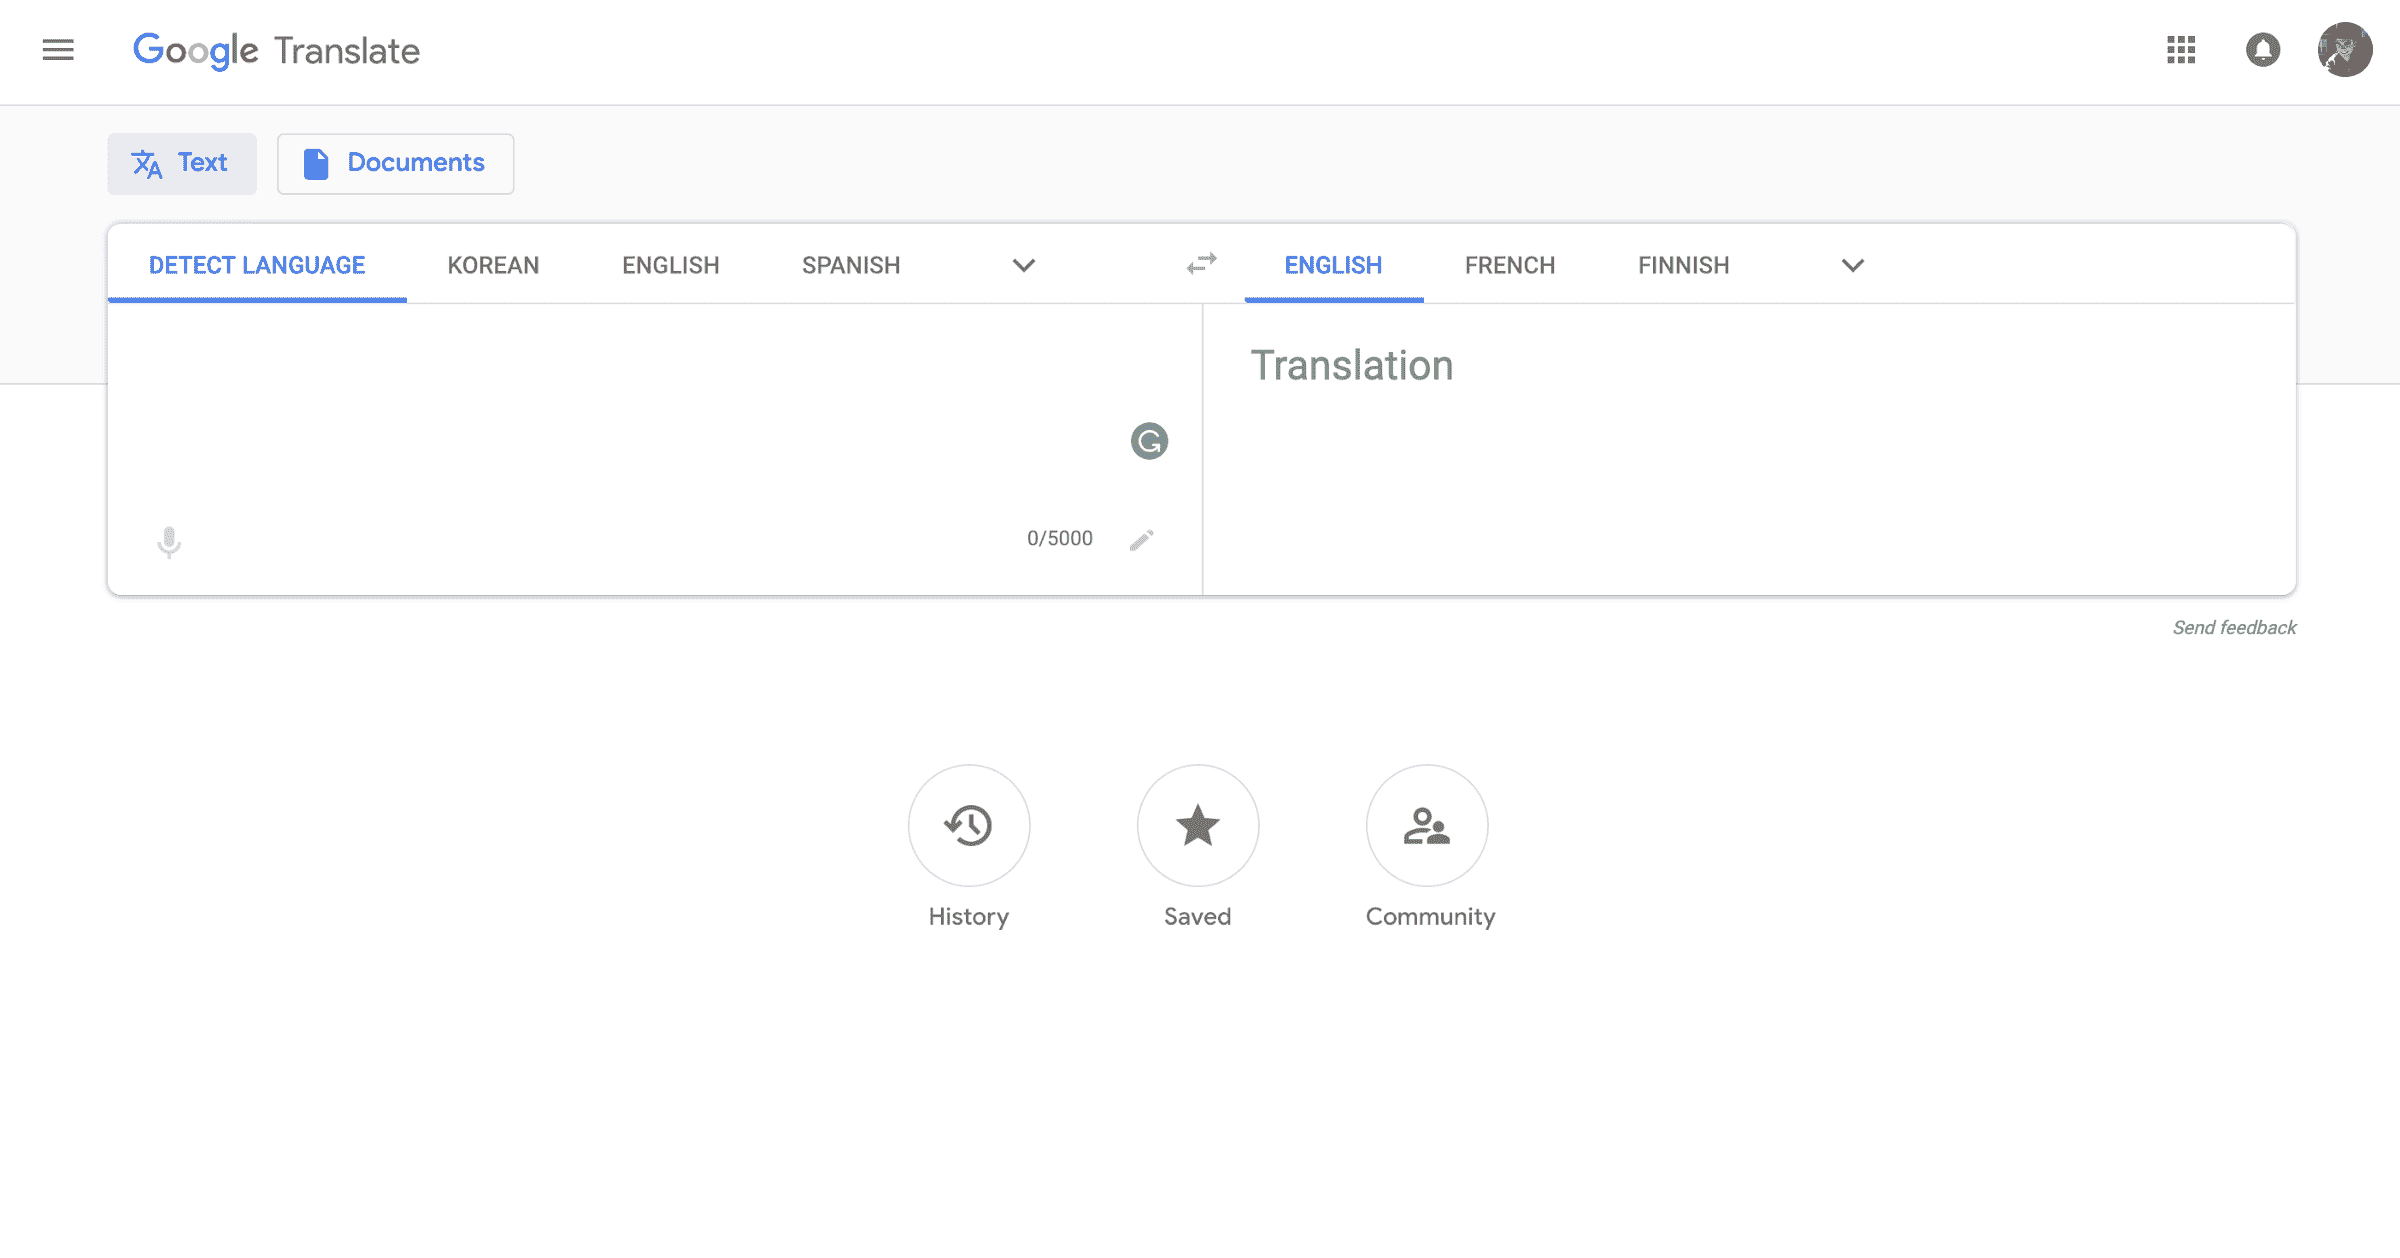 Google Translate
Text Documents
DETECT LANGUAGE KOREAN ENGLISH SPANISH ENGLISH FRENCH FINNISH
Translation
0/5000
Send feedback
History Saved Community